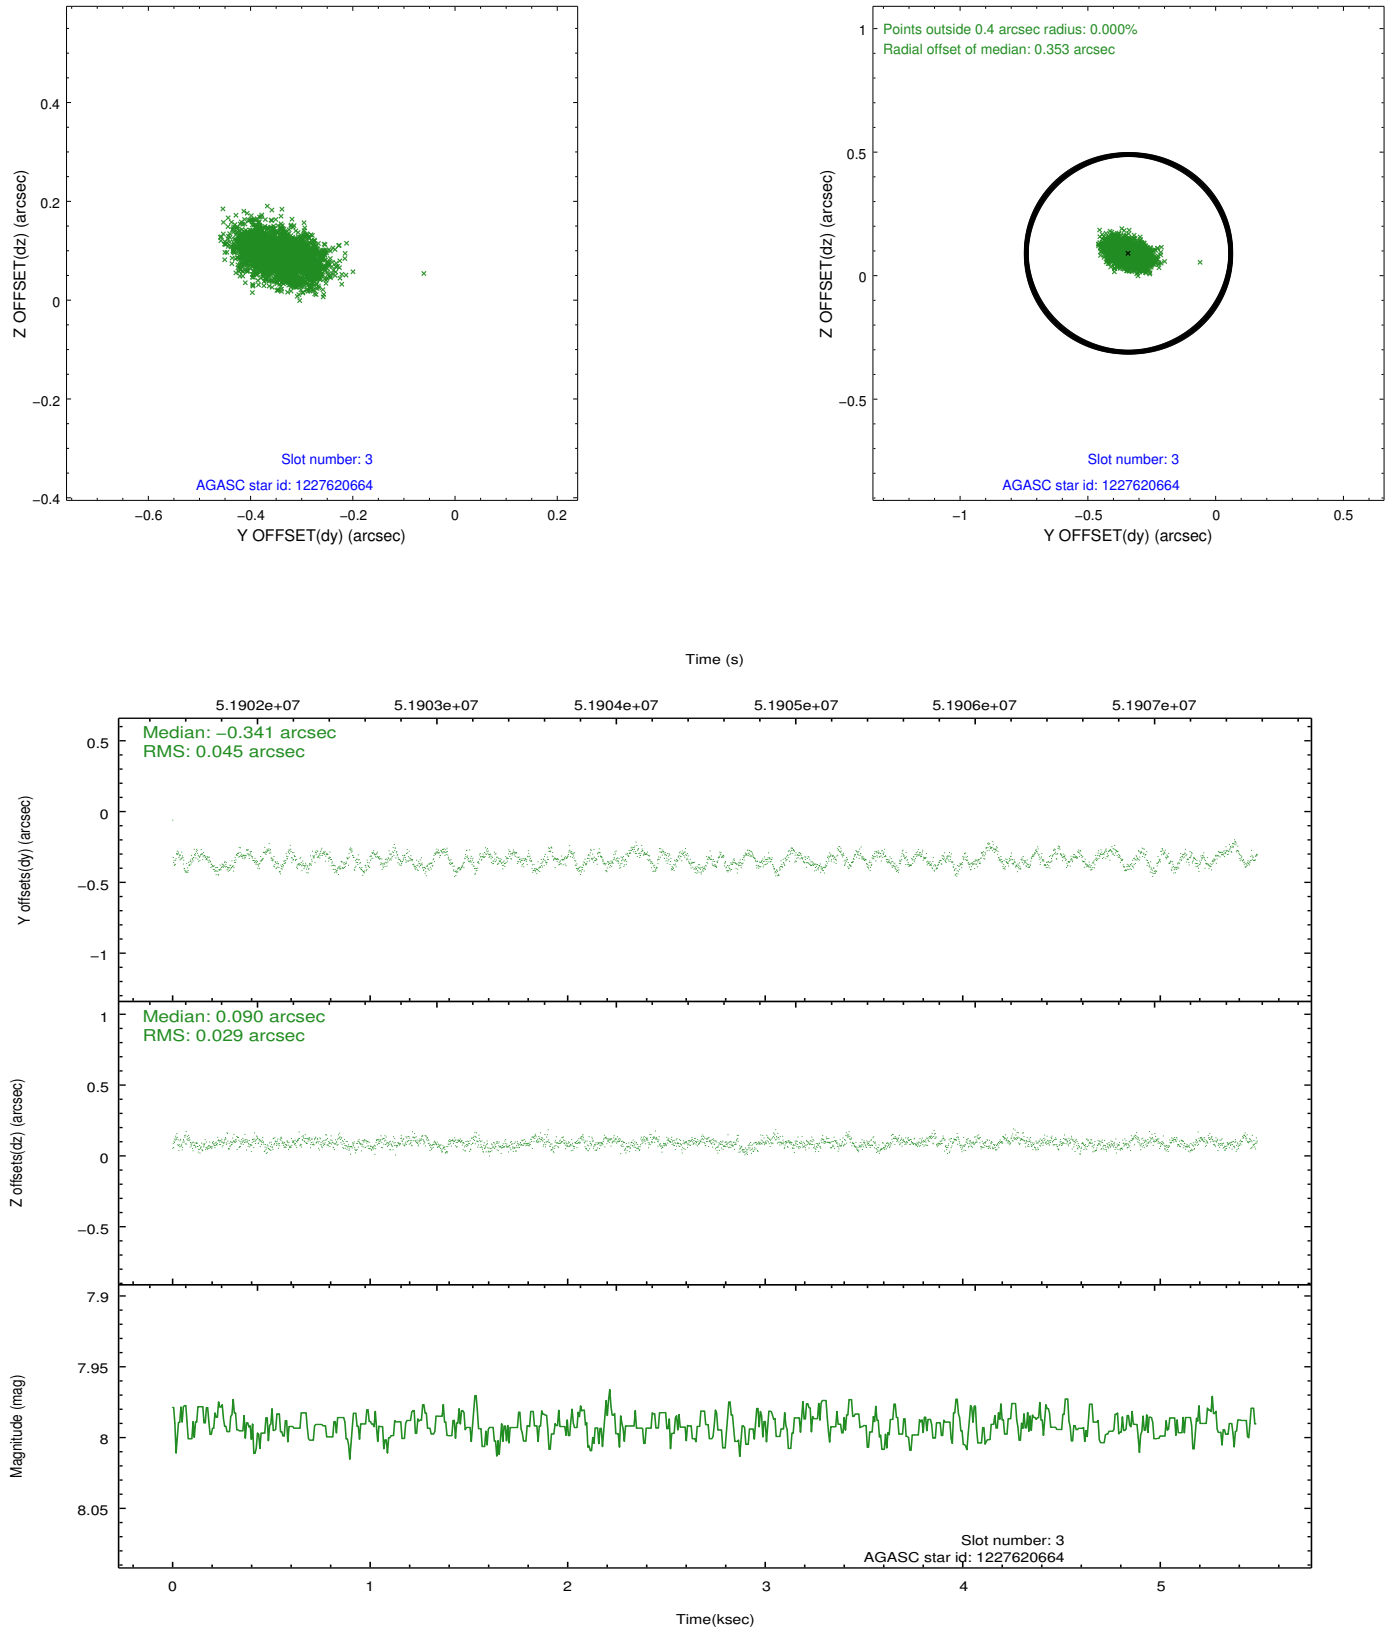 0.4
0.2
0
−0.2
−0.4
Z OFFSET(dz) (arcsec)
Slot number: 3
AGASC star id: 1227620664
−0.6
−0.4
−0.2
0
0.2
Y OFFSET(dy) (arcsec)
Points outside 0.4 arcsec radius: 0.000%
Radial offset of median: 0.353 arcsec
1
0.5
0
−0.5
Z OFFSET(dz) (arcsec)
Slot number: 3
AGASC star id: 1227620664
−1
−0.5
0
0.5
Y OFFSET(dy) (arcsec)
Time (s)
5.1902e+07
5.1903e+07
5.1904e+07
5.1905e+07
5.1906e+07
5.1907e+07
Median: −0.341 arcsec
RMS: 0.045 arcsec
0.5
0
−0.5
−1
Y offsets(dy) (arcsec)
Median: 0.090 arcsec
RMS: 0.029 arcsec
1
0.5
0
−0.5
Z offsets(dz) (arcsec)
7.9
7.95
8
8.05
Magnitude (mag)
Slot number: 3
AGASC star id: 1227620664
0
1
2
3
4
5
Time(ksec)